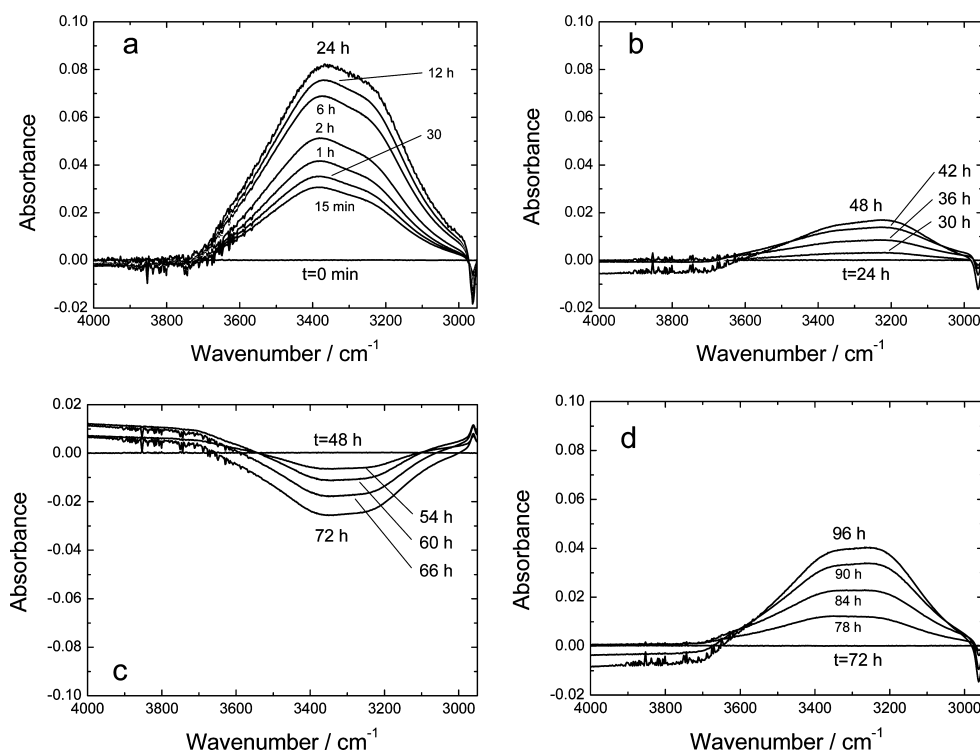 a
24 h
12 h
6 h
2 h
30
1 h
15 min
t=0 min
0.10
0.08
0.06
0.04
0.02
0.00
-0.02
4000 3800 3600 3400 3200 3000
Absorbance
Wavenumber / cm-1
b
42 h
48 h
36 h
30 h
t=24 h
0.10
0.08
0.06
0.04
0.02
0.00
-0.02
4000 3800 3600 3400 3200 3000
Absorbance
Wavenumber / cm-1
t=48 h
54 h
72 h
60 h
66 h
c
0.02
0.00
-0.02
-0.04
-0.06
-0.08
-0.10
4000 3800 3600 3400 3200 3000
Absorbance
Wavenumber / cm-1
d
96 h
90 h
84 h
78 h
t=72 h
0.10
0.08
0.06
0.04
0.02
0.00
-0.02
4000 3800 3600 3400 3200 3000
Absorbance
Wavenumber / cm-1